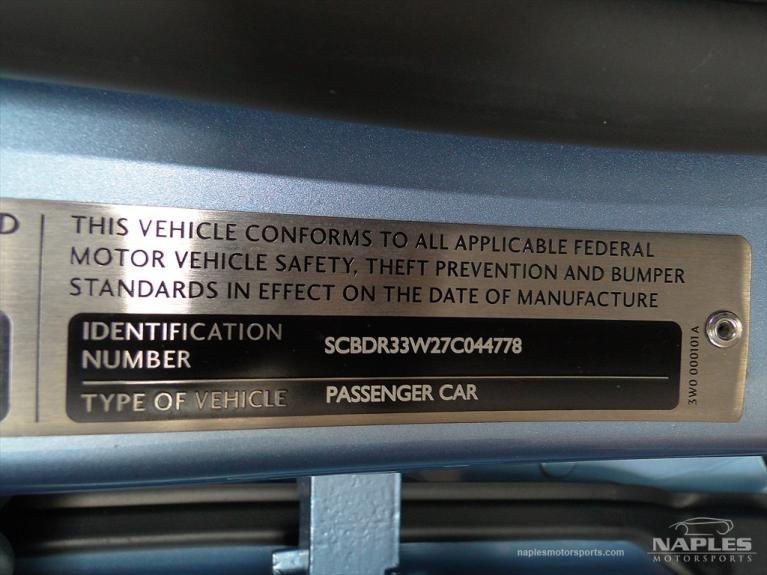 D
THIS VEHICLE CONFORMS TO ALL APPLICABLE FEDERAL
MOTOR VEHICLE SAFETY, THEFT PREVENTION AND BUMPER
STANDARDS IN EFFECT ON THE DATE OF MANUFACTURE
IDENTIFICATION
NUMBER
SCBDR33W27C044778
TYPE OF VEHICLE
PASSENGER CAR
3W0 000101A
naplesmotorsports.com
NAPLES
MOTORSPORTS